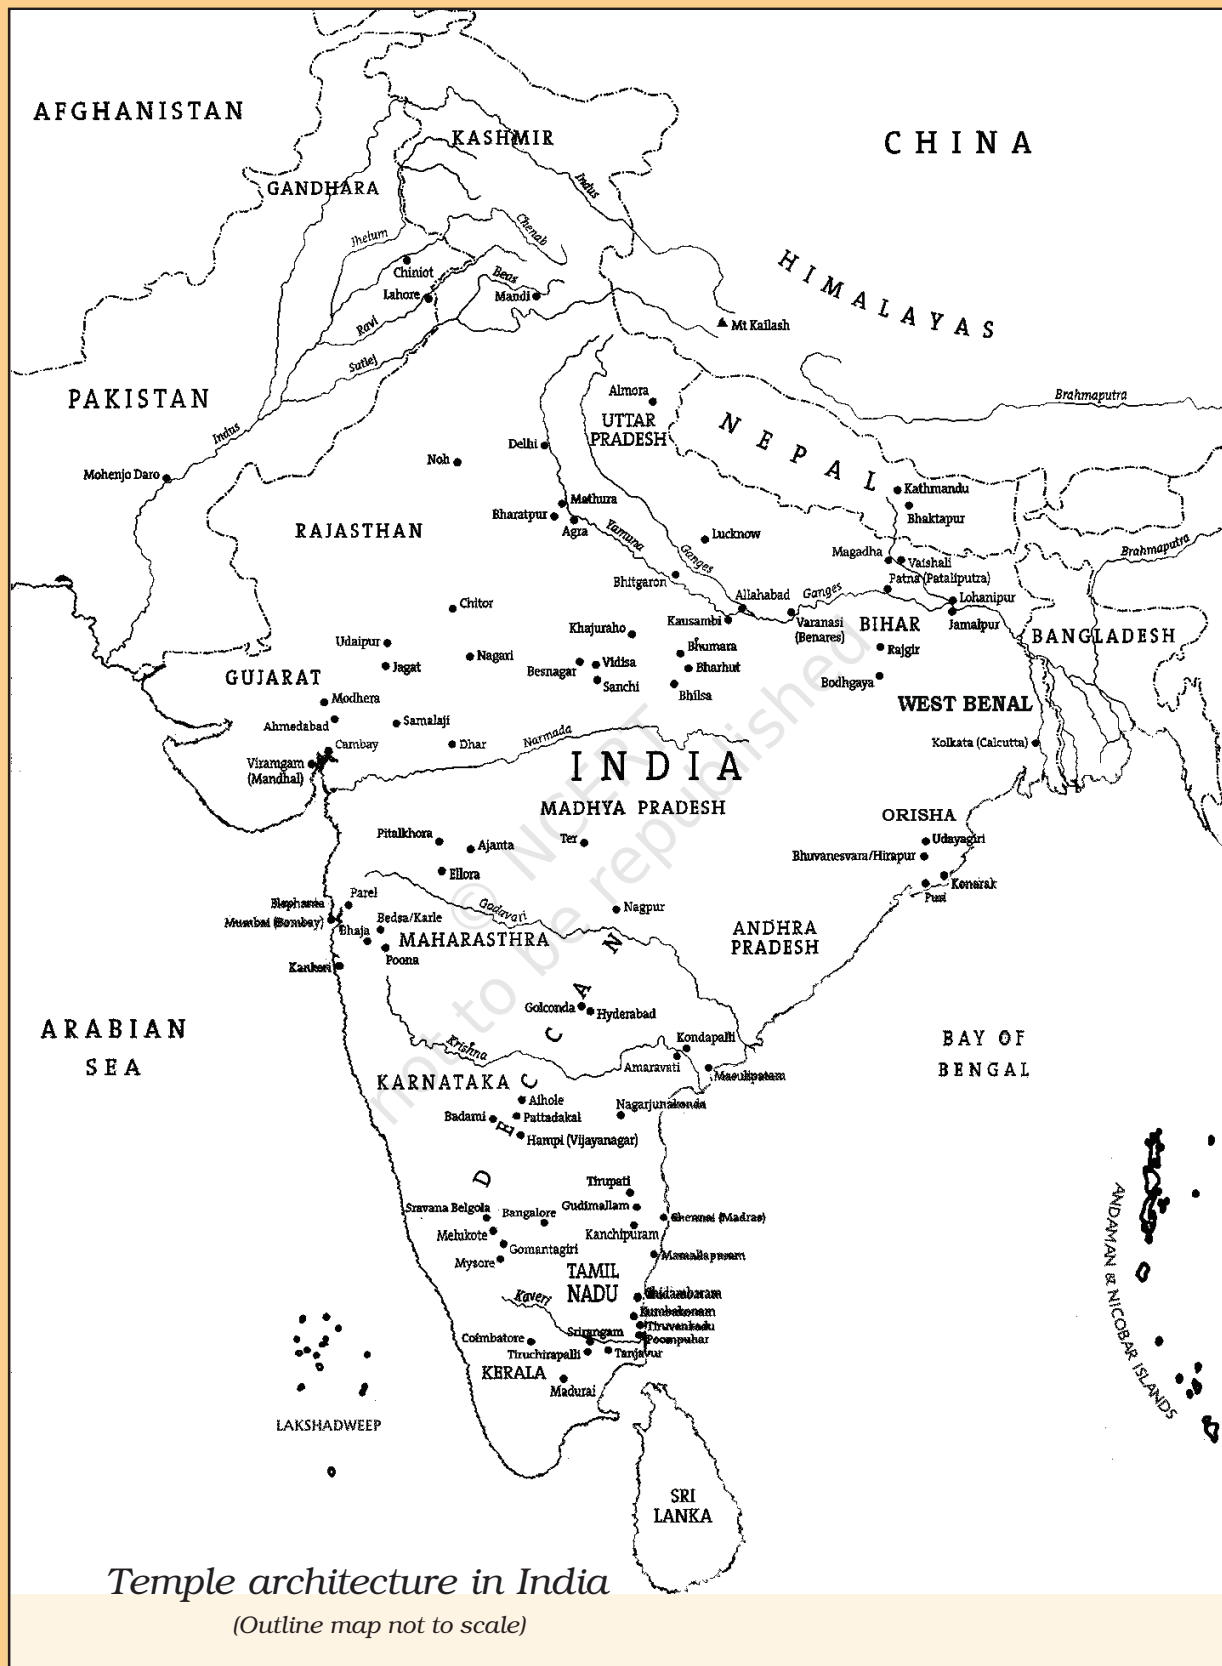 AFGHANISTAN
CHINA
KASHMIR
GANDHARA
Indus
Jhelum
Chenab
Chiniot
Beas
Lahore
Mandi
HIMALAYAS
Ravi
Mt Kailash
Sutlej
PAKISTAN
Almora
Brahmaputra
UTTAR
PRADESH
NEPAL
Indus
Delhi
Noh
Mohenjo Daro
Kathmandu
Mathura
Bharatpur
Bhaktapur
Agra
RAJASTHAN
Yamuna
Lucknow
Ganges
Magadha
Brahmaputra
Vaishali
Bhitgaron
Patna (Pataliputra)
Allahabad
Ganges
Lohanipur
Chitor
Kausambi
Varanasi
(Benares)
BIHAR
Jamalpur
Khajuraho
BANGLADESH
Udaipur
Bhumara
Rajgir
Nagari
Jagat
Besnagar
Vidisa
Bharhut
GUJARAT
Sanchi
Bodhgaya
Bhilsa
Modhera
WEST BENAL
Ahmedabad
Samalaji
Narmada
Cambay
Dhar
Kolkata (Calcutta)
Viramgam
(Mandhal)
INDIA
MADHYA PRADESH
ORISHA
Pitalkhora
Ajanta
Ter
Udayagiri
Bhuvanesvara/Hirapur
Ellora
Konarak
Puri
Parel
Elephanta
Godavari
Nagpur
Mumbai (Bombay)
Bedsa/Karle
Bhaja
MAHARASTHRA
ANDHRA
PRADESH
Poona
Kanheri
DECCAN
Golconda
Hyderabad
ARABIAN
SEA
BAY OF
BENGAL
Krishna
Kondapalli
Amaravati
Masulipatam
KARNATAKA
Aihole
Nagarjunakonda
Badami
Pattadakal
Hampi (Vijayanagar)
Tirupati
Sravana Belgola
Bangalore
Gudimallam
Chennai (Madras)
Melukote
Kanchipuram
Gomantagiri
Mamallapuram
Mysore
TAMIL
NADU
Kaveri
Chidambaram
Kumbakonam
Tiruvenkadu
Srirangam
Poompuhar
Coimbatore
Tiruchirapalli
Tanjavur
KERALA
Madurai
ANDAMAN & NICOBAR ISLANDS
LAKSHADWEEP
SRI
LANKA
© NCERT
not to be republished
Temple architecture in India
(Outline map not to scale)